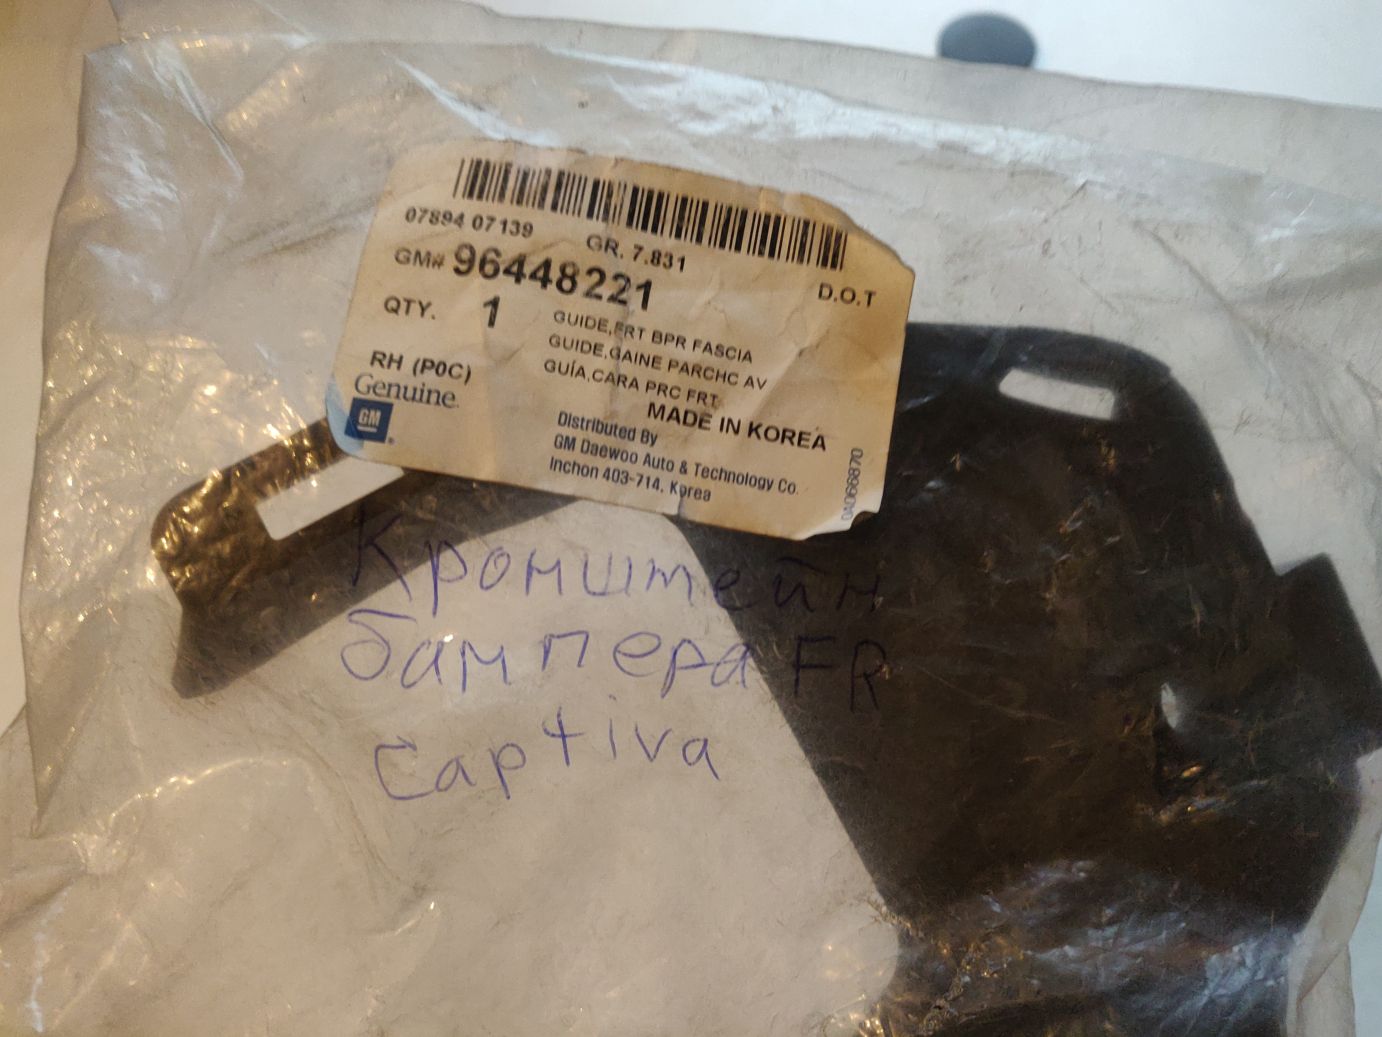 07894 07139 GR. 7.831
GM# 96448221 D.O.T
QTY. 1
GUIDE,FRT BPR FASCIA
GUIDE,GAINE PARCHC AV
GUÍA,CARA PRC FRT
RH (P0C)
MADE IN KOREA
Genuine
GM
Distributed By
GM Daewoo Auto & Technology Co.
Inchon 403-714, Korea
0A066870
Кронштейн
бампера FR
Captiva